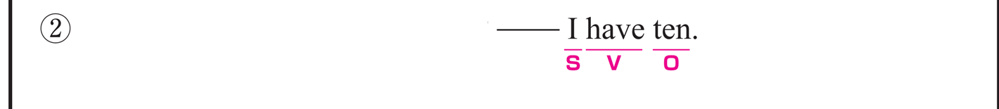 ② —— I have ten.
S V O